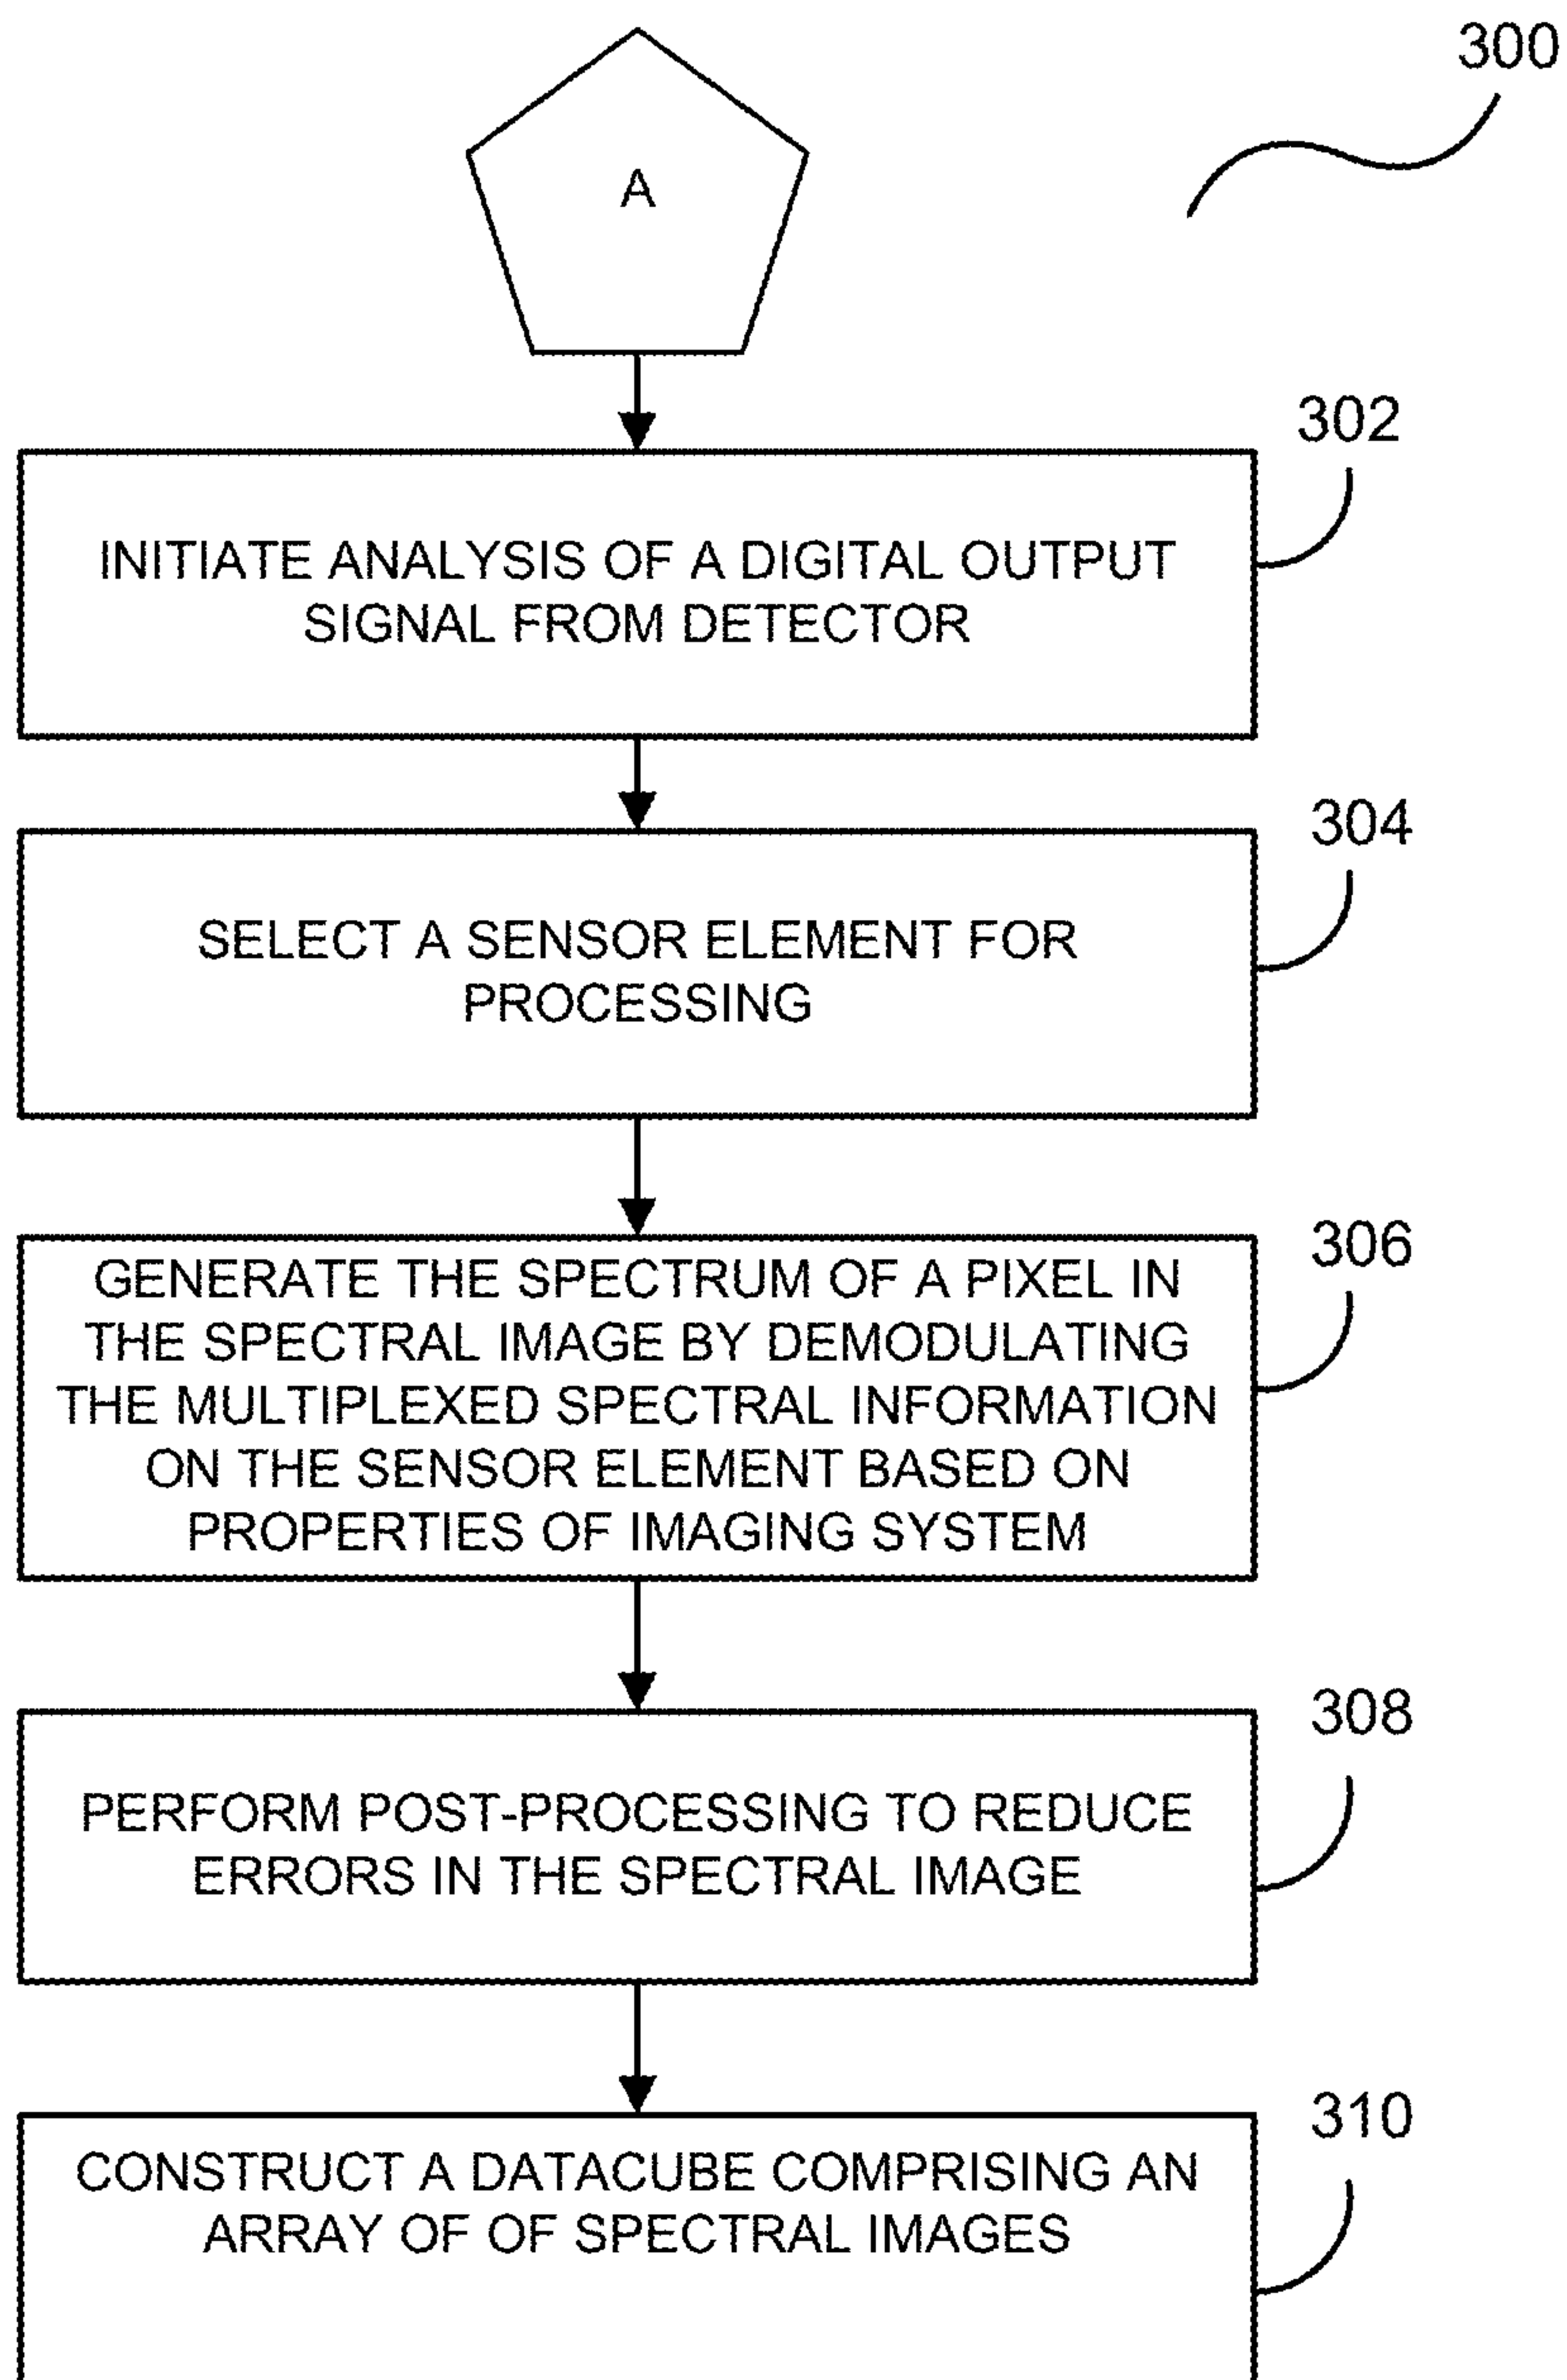 300
A
302
INITIATE ANALYSIS OF A DIGITAL OUTPUT
SIGNAL FROM DETECTOR
304
SELECT A SENSOR ELEMENT FOR
PROCESSING
306
GENERATE THE SPECTRUM OF A PIXEL IN
THE SPECTRAL IMAGE BY DEMODULATING
THE MULTIPLEXED SPECTRAL INFORMATION
ON THE SENSOR ELEMENT BASED ON
PROPERTIES OF IMAGING SYSTEM
308
PERFORM POST-PROCESSING TO REDUCE
ERRORS IN THE SPECTRAL IMAGE
310
CONSTRUCT A DATACUBE COMPRISING AN
ARRAY OF OF SPECTRAL IMAGES